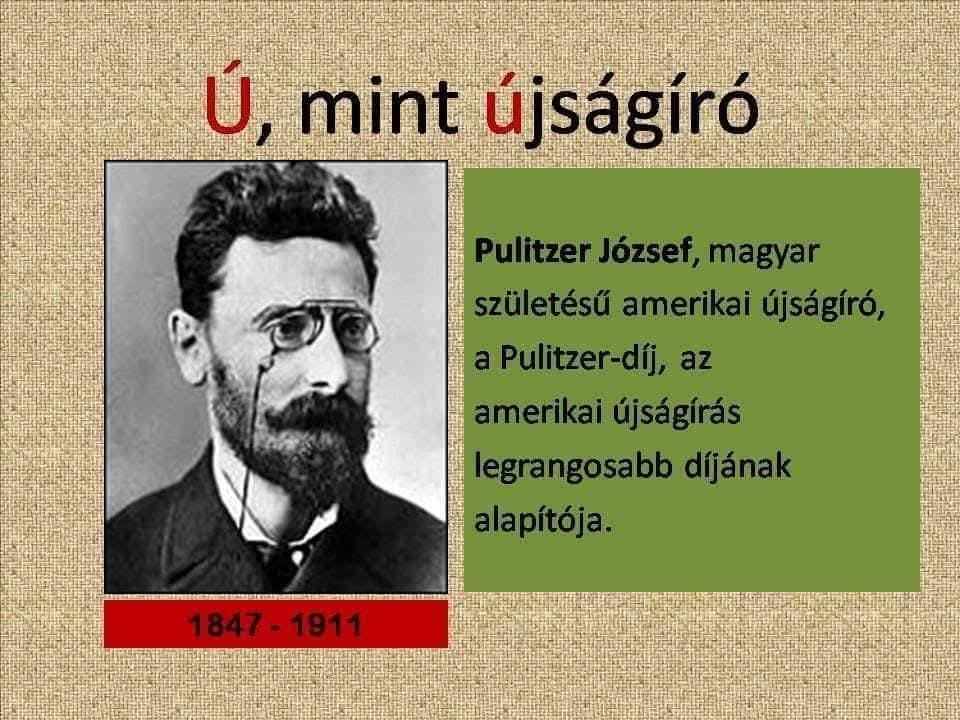 Ú, mint újságíró
Pulitzer József, magyar
születésű amerikai újságíró,
a Pulitzer-díj, az
amerikai újságírás
legrangosabb díjának
alapítója.
1847 - 1911